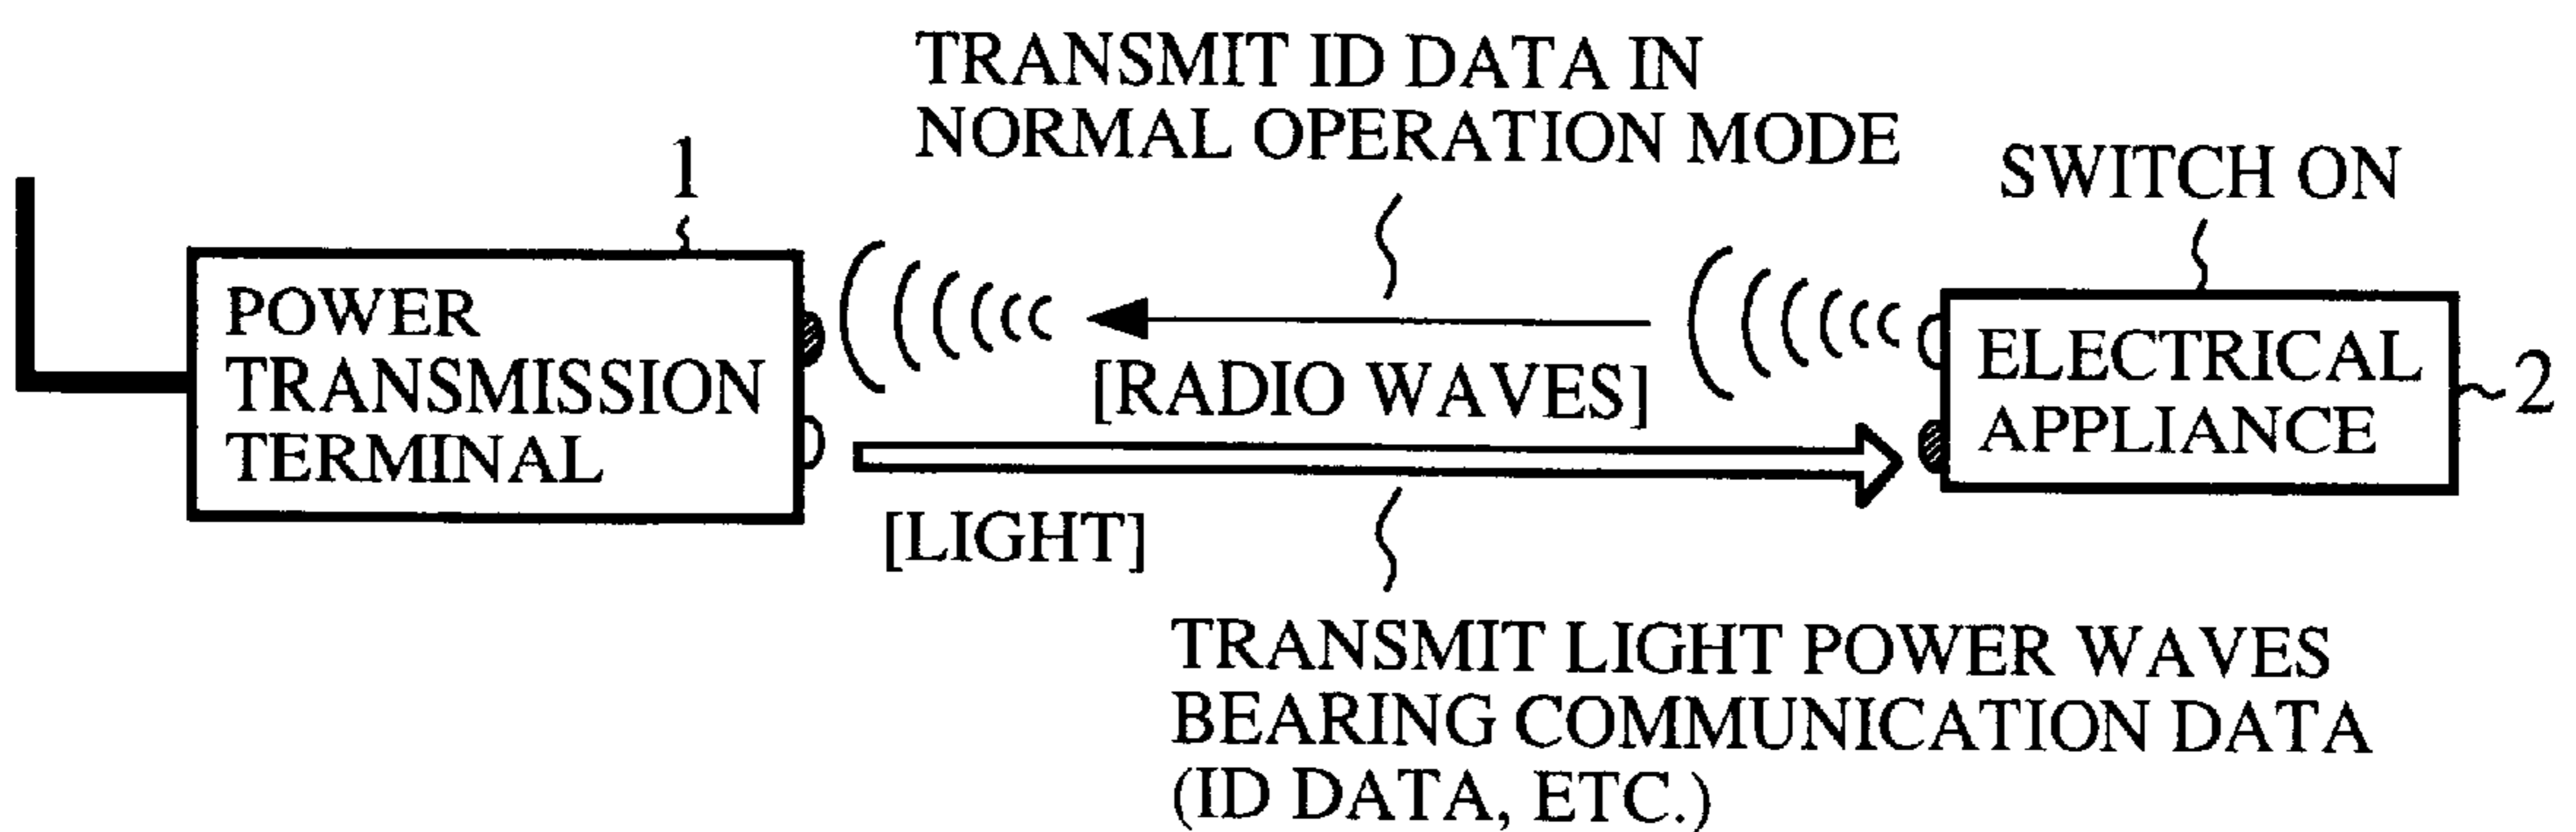 TRANSMIT ID DATA IN
NORMAL OPERATION MODE
1
SWITCH ON
POWER
TRANSMISSION
TERMINAL
[RADIO WAVES]
ELECTRICAL
APPLIANCE
2
[LIGHT]
TRANSMIT LIGHT POWER WAVES
BEARING COMMUNICATION DATA
(ID DATA, ETC.)